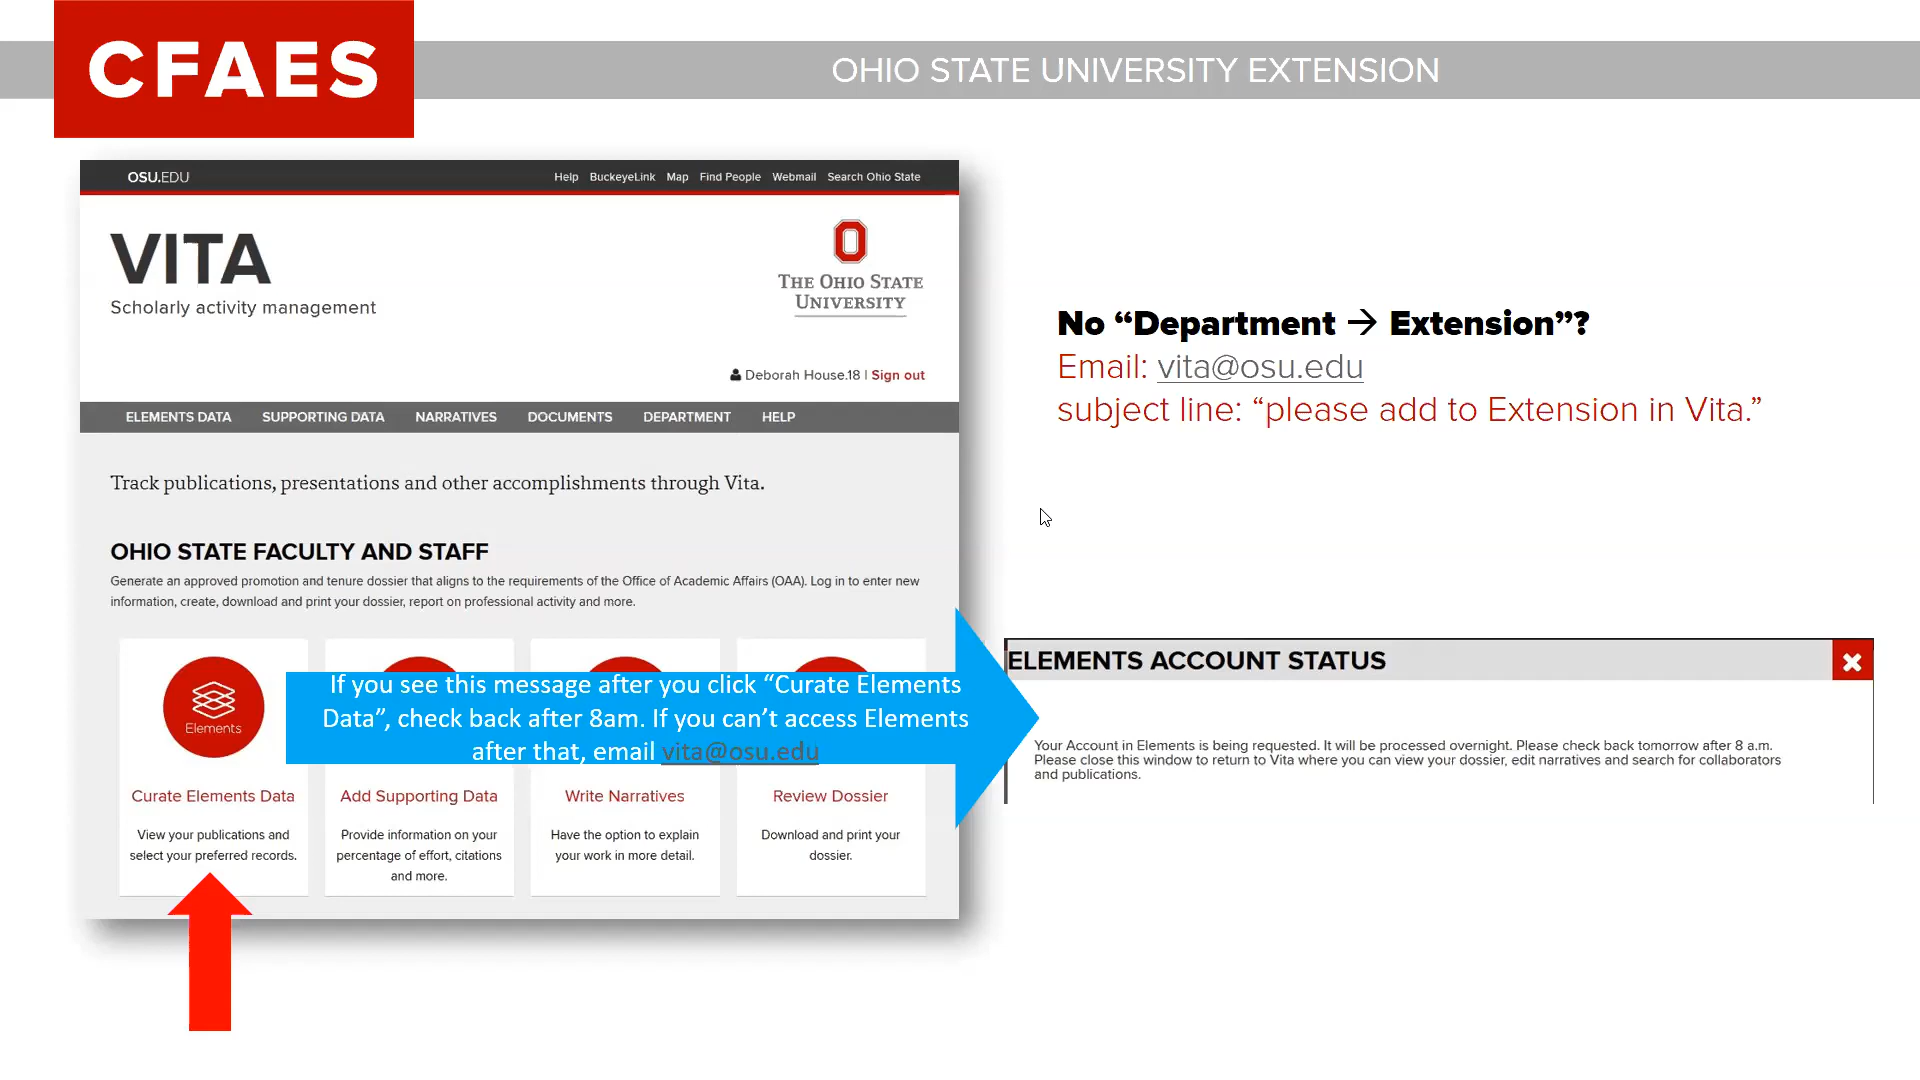 CFAES
OHIO STATE UNIVERSITY EXTENSION
OSU.EDU
Help BuckeyeLink Map Find People Webmail Search Ohio State
VITA
Scholarly activity management
THE OHIO STATE
UNIVERSITY
Deborah House.18 | Sign out
ELEMENTS DATA SUPPORTING DATA NARRATIVES DOCUMENTS DEPARTMENT HELP
Track publications, presentations and other accomplishments through Vita.
OHIO STATE FACULTY AND STAFF
Generate an approved promotion and tenure dossier that aligns to the requirements of the Office of Academic Affairs (OAA). Log in to enter new
information, create, download and print your dossier, report on professional activity and more.
Elements
If you see this message after you click “Curate Elements
Data”, check back after 8am. If you can’t access Elements
after that, email vita@osu.edu
Curate Elements Data
View your publications and
select your preferred records.
Add Supporting Data
Provide information on your
percentage of effort, citations
and more.
Write Narratives
Have the option to explain
your work in more detail.
Review Dossier
Download and print your
dossier.
No “Department → Extension”?
Email: vita@osu.edu
subject line: “please add to Extension in Vita.”
ELEMENTS ACCOUNT STATUS
Your Account in Elements is being requested. It will be processed overnight. Please check back tomorrow after 8 a.m.
Please close this window to return to Vita where you can view your dossier, edit narratives and search for collaborators
and publications.